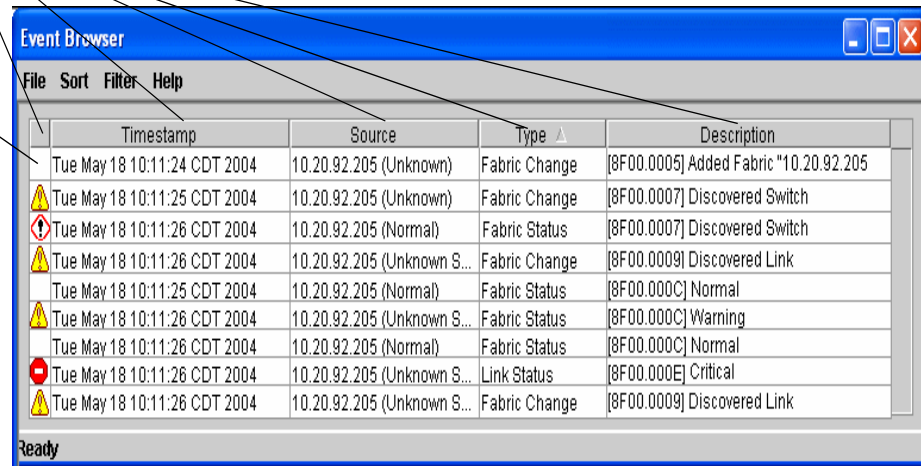 Event Browser
File Sort Filter Help
Timestamp Source Type Description
Tue May 18 10:11:24 CDT 2004 10.20.92.205 (Unknown) Fabric Change [8F00.0005] Added Fabric "10.20.92.205
Tue May 18 10:11:25 CDT 2004 10.20.92.205 (Unknown) Fabric Change [8F00.0007] Discovered Switch
Tue May 18 10:11:26 CDT 2004 10.20.92.205 (Normal) Fabric Status [8F00.0007] Discovered Switch
Tue May 18 10:11:26 CDT 2004 10.20.92.205 (Unknown S... Fabric Change [8F00.0009] Discovered Link
Tue May 18 10:11:25 CDT 2004 10.20.92.205 (Normal) Fabric Status [8F00.000C] Normal
Tue May 18 10:11:26 CDT 2004 10.20.92.205 (Unknown S... Fabric Status [8F00.000C] Warning
Tue May 18 10:11:26 CDT 2004 10.20.92.205 (Normal) Fabric Status [8F00.000C] Normal
Tue May 18 10:11:26 CDT 2004 10.20.92.205 (Unknown S... Link Status [8F00.000E] Critical
Tue May 18 10:11:26 CDT 2004 10.20.92.205 (Unknown S... Fabric Change [8F00.0009] Discovered Link
Ready